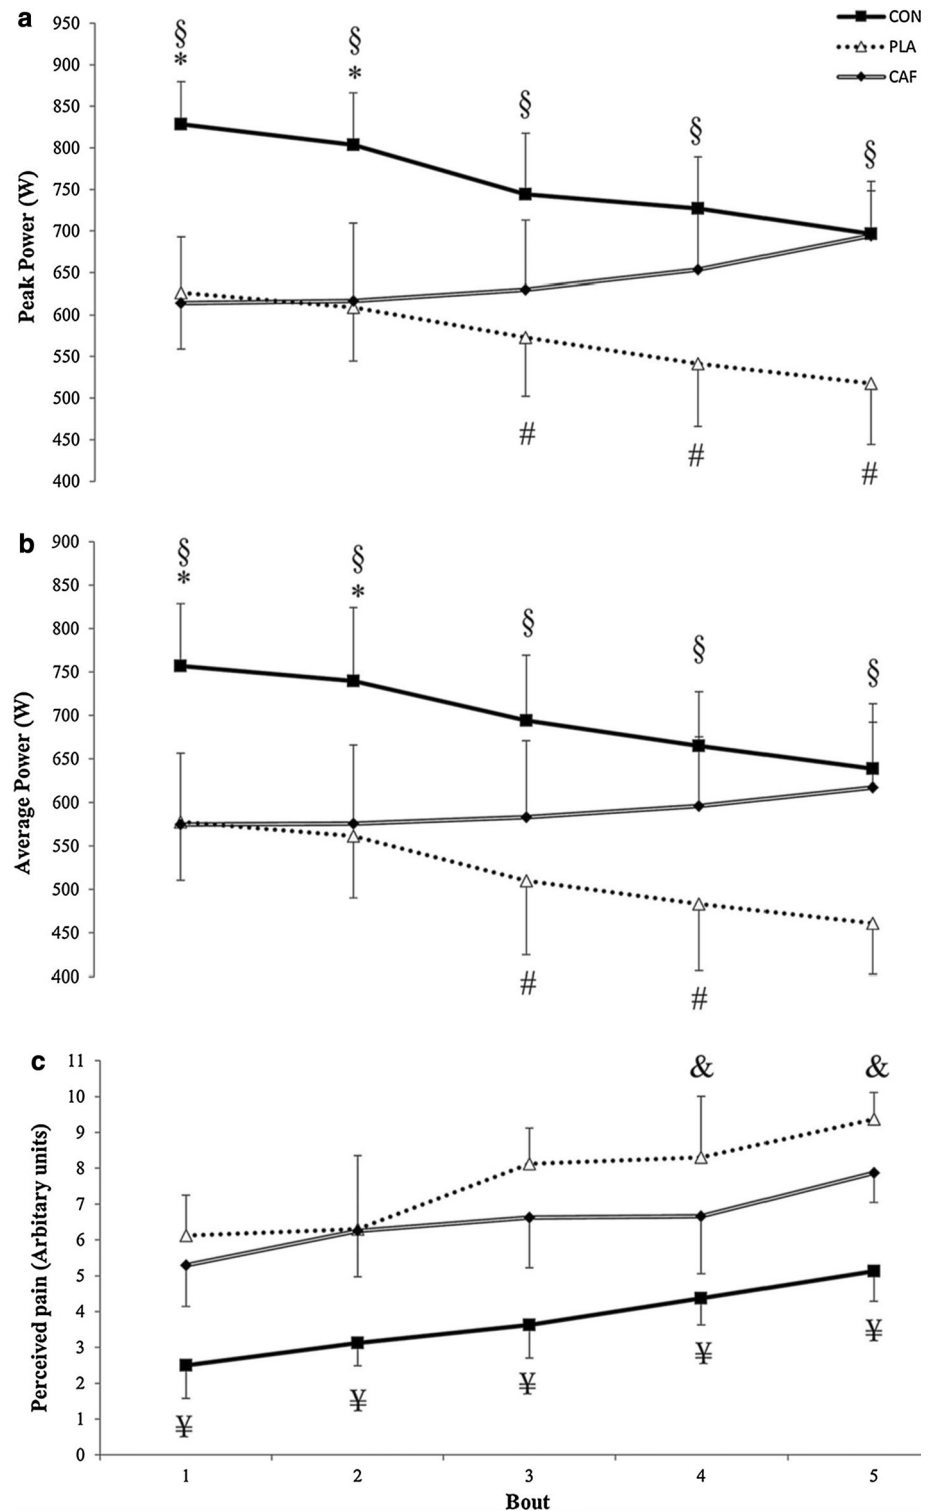 a
CON
PLA
CAF
Peak Power (W)
950
900
850
800
750
700
650
600
550
500
450
400
§ § § § §
* *
# # #
b
Average Power (W)
900
850
800
750
700
650
600
550
500
450
400
§ § § § §
* *
# #
c
Perceived pain (Arbitary units)
11
10
9
8
7
6
5
4
3
2
1
0
& &
¥ ¥ ¥ ¥ ¥
1 2 3 4 5
Bout